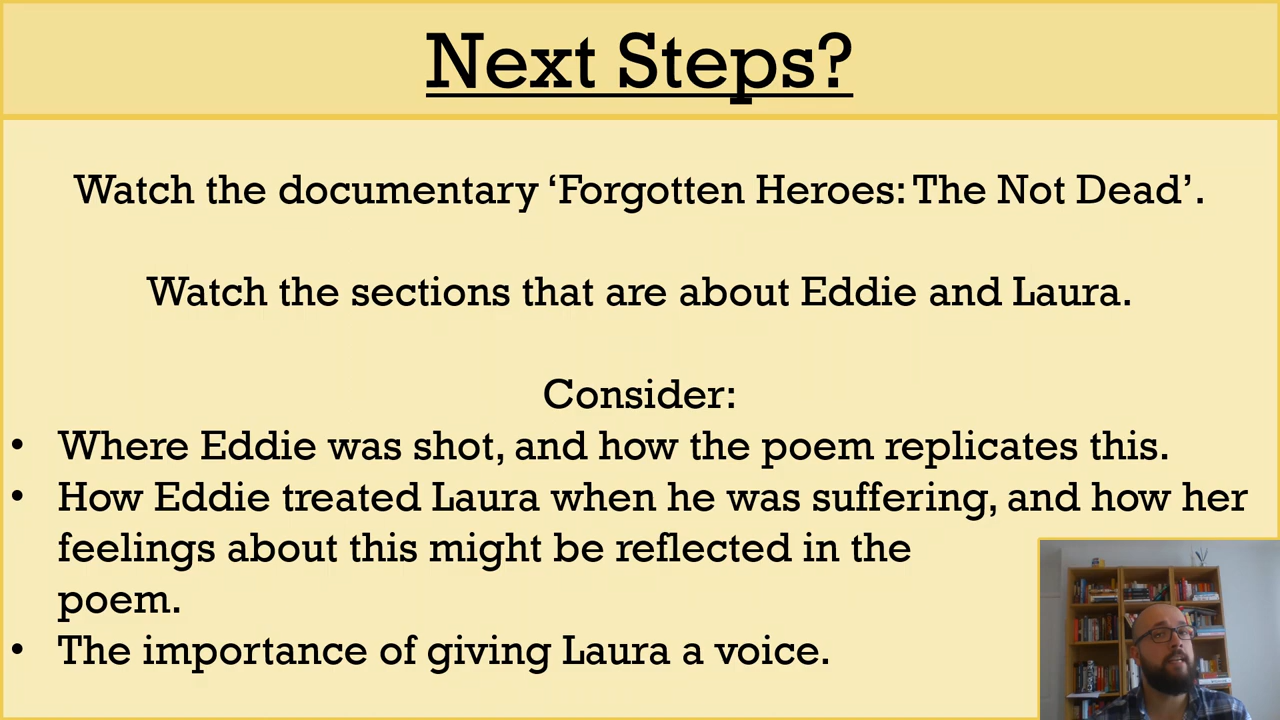 Next Steps?
Watch the documentary ‘Forgotten Heroes: The Not Dead’.
Watch the sections that are about Eddie and Laura.
Consider:
• Where Eddie was shot, and how the poem replicates this.
• How Eddie treated Laura when he was suffering, and how her
feelings about this might be reflected in the
poem.
• The importance of giving Laura a voice.